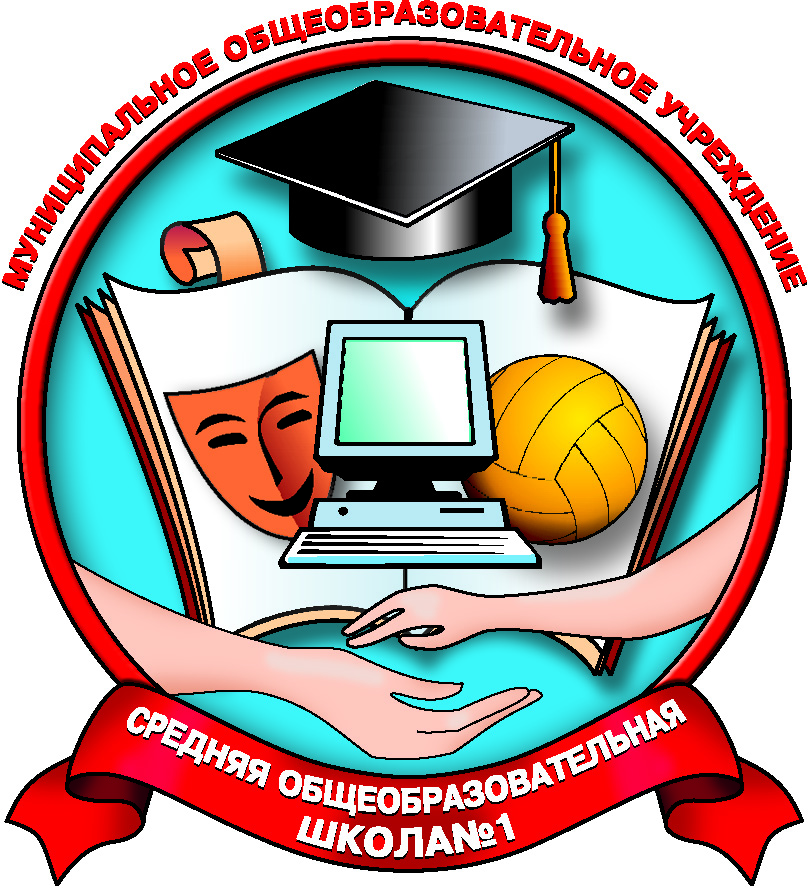 МУНИЦИПАЛЬНОЕ ОБЩЕОБРАЗОВАТЕЛЬНОЕ УЧРЕЖДЕНИЕ
СРЕДНЯЯ ОБЩЕОБРАЗОВАТЕЛЬНАЯ
ШКОЛА№1